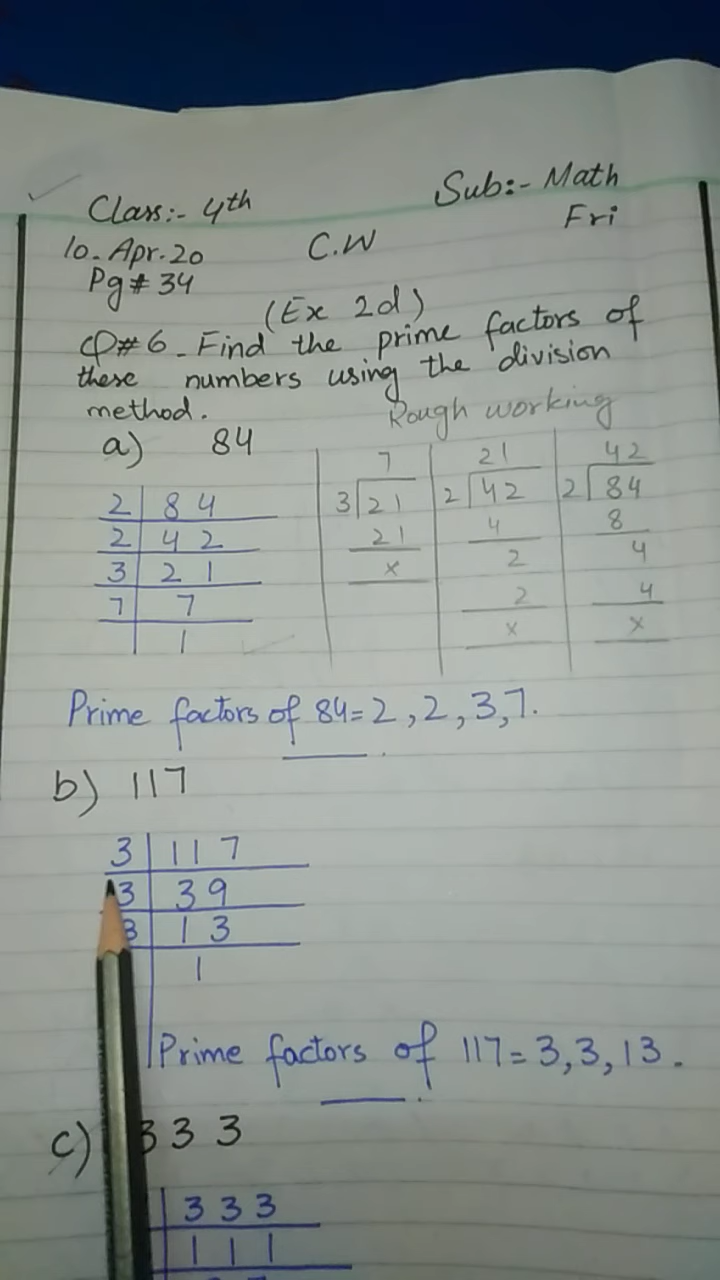 Class:- 4th Sub:- Math
10-Apr-20 C.W Fri
Pg# 34
(Ex 2d)
Q#6- Find the prime factors of
these numbers using the division
method. Rough working
a) 84
2 84
2 42
3 21
7 7
1
7
3 21
21
x
21
2 42
4
2
2
x
42
2 84
8
4
4
x
Prime factors of 84=2,2,3,7.
b) 117
3 117
3 39
3 13
1
Prime factors of 117=3,3,13.
c) 333
333
111